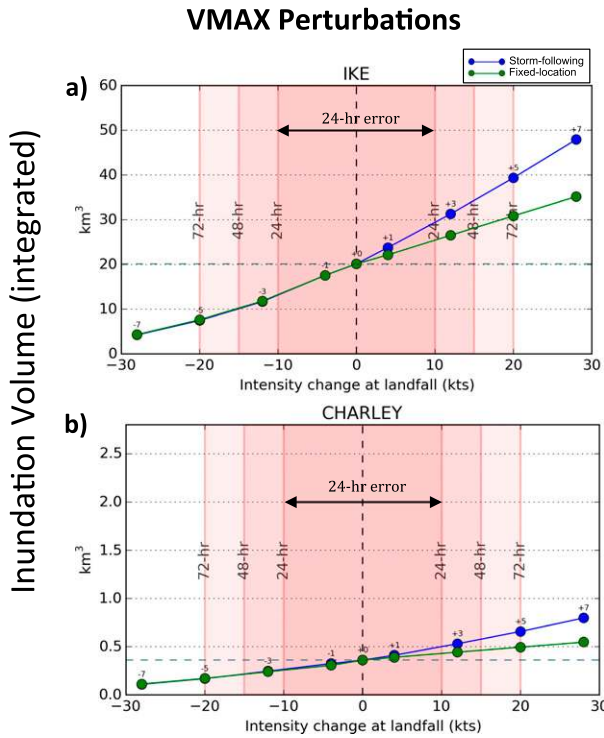 VMAX Perturbations
Storm-following
Fixed-location
Inundation Volume (integrated)
a)
IKE
60
50
40
30
20
10
0
km³
24-hr error
72-hr
48-hr
24-hr
24-hr
48-hr
72-hr
-7
-5
-3
-1
+0
+1
+3
+5
+7
−30
−20
−10
0
10
20
30
Intensity change at landfall (kts)
b)
CHARLEY
2.5
2.0
1.5
1.0
0.5
0.0
km³
24-hr error
72-hr
48-hr
24-hr
24-hr
48-hr
72-hr
-7
-5
-3
-1
+0
+1
+3
+5
+7
−30
−20
−10
0
10
20
30
Intensity change at landfall (kts)